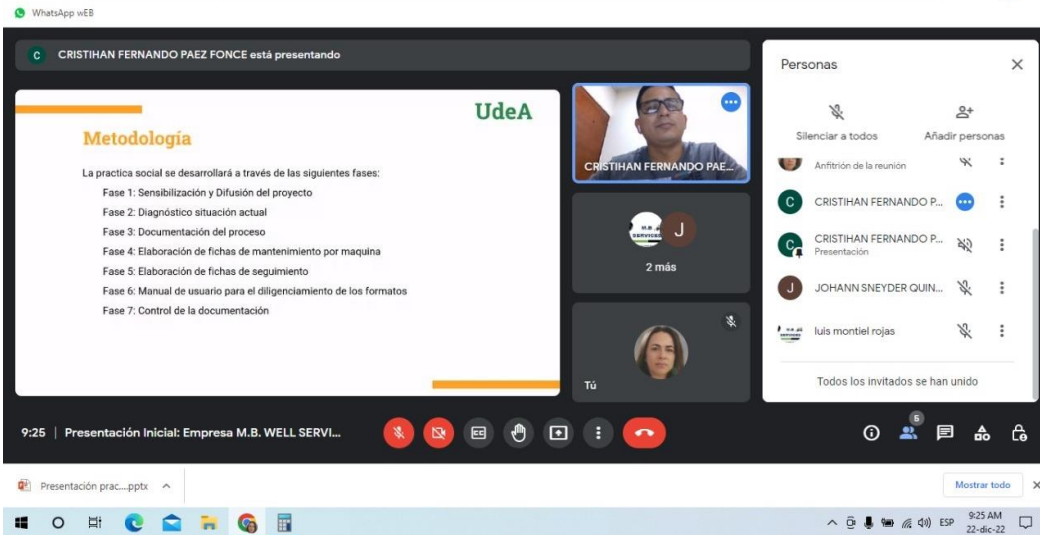 WhatsApp wEB
C CRISTIHAN FERNANDO PAEZ FONCE está presentando
UdeA
Metodología
La practica social se desarrollará a través de las siguientes fases:
Fase 1: Sensibilización y Difusión del proyecto
Fase 2: Diagnóstico situación actual
Fase 3: Documentación del proceso
Fase 4: Elaboración de fichas de mantenimiento por maquina
Fase 5: Elaboración de fichas de seguimiento
Fase 6: Manual de usuario para el diligenciamiento de los formatos
Fase 7: Control de la documentación
CRISTIHAN FERNANDO PAE...
M.B.
SERVICES
J
2 más
Tú
Personas
Silenciar a todos
Añadir personas
Anfitrión de la reunión
C CRISTIHAN FERNANDO P...
C CRISTIHAN FERNANDO P...
Presentación
J JOHANN SNEYDER QUIN...
luis montiel rojas
Todos los invitados se han unido
9:25 | Presentación Inicial: Empresa M.B. WELL SERVI...
CC
5
Presentación prac....pptx
Mostrar todo
ESP
9:25 AM
22-dic-22